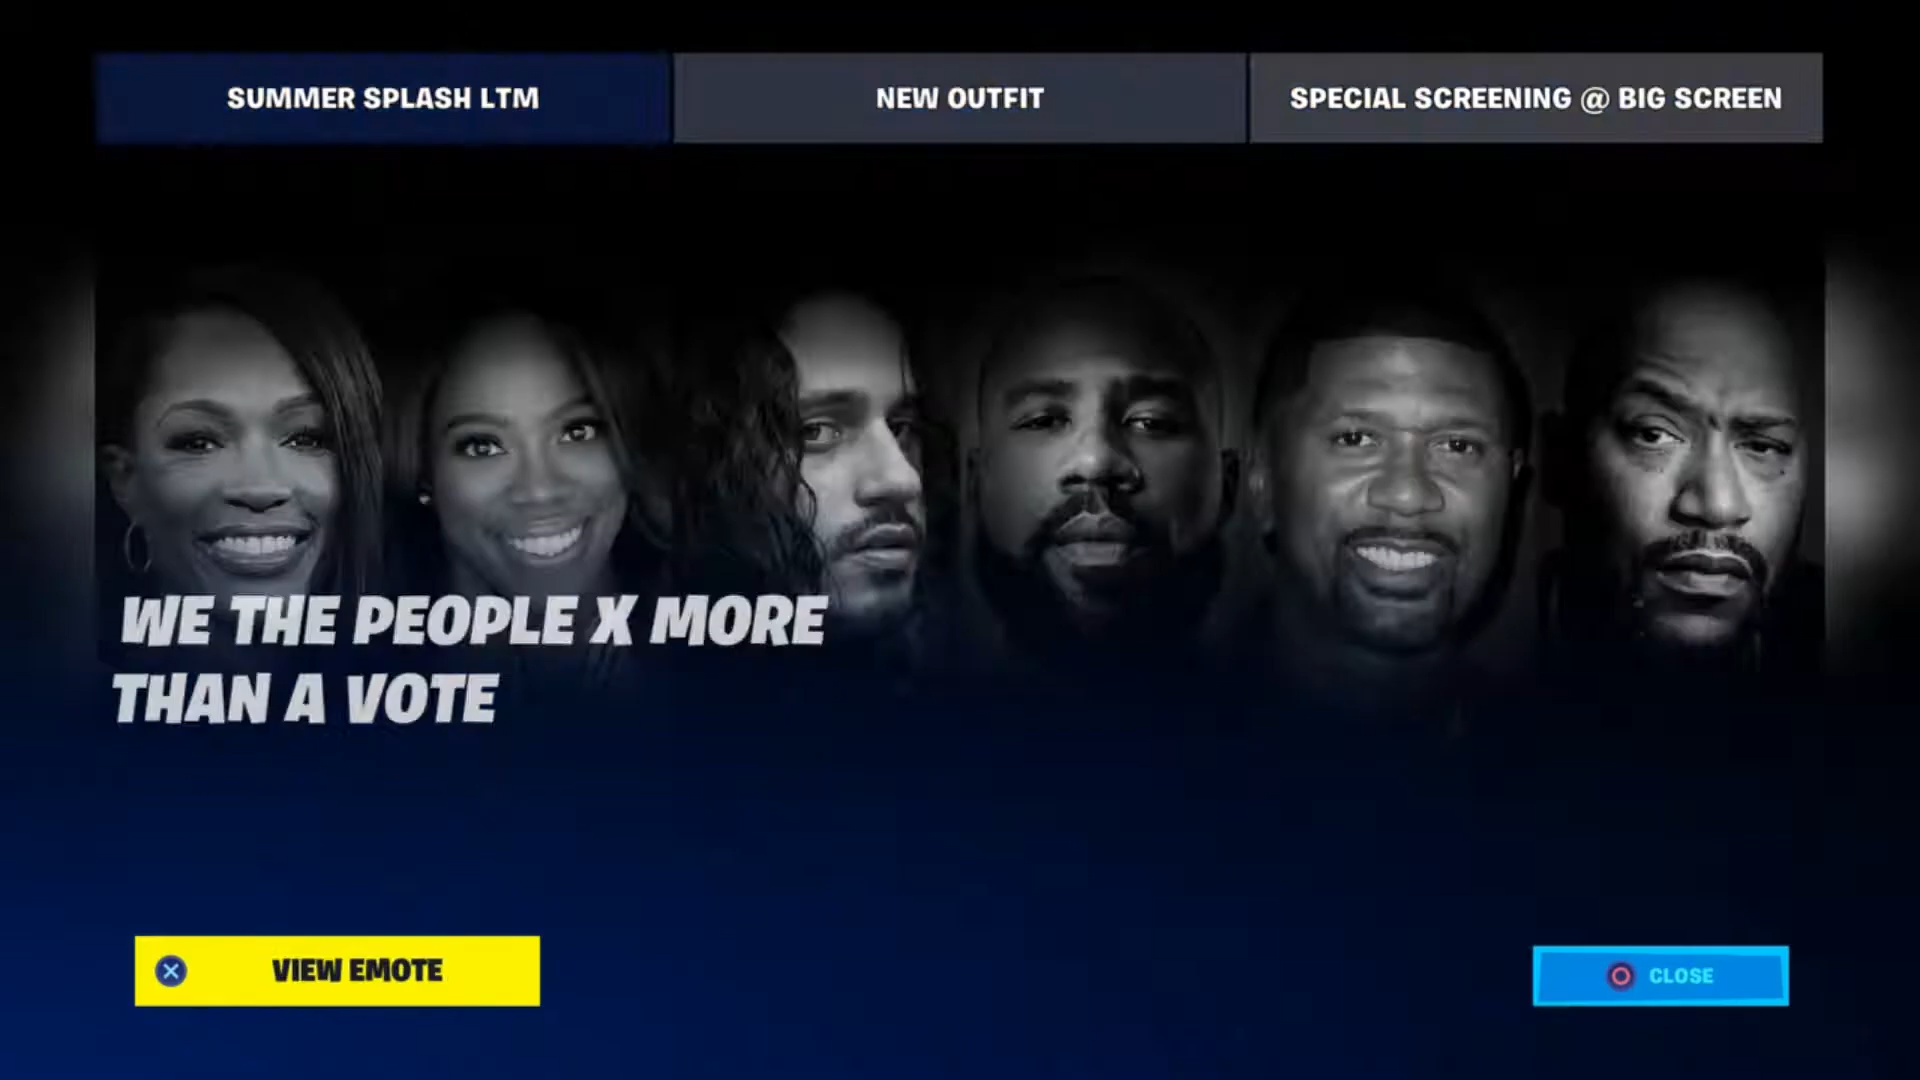 SUMMER SPLASH LTM
NEW OUTFIT
SPECIAL SCREENING @ BIG SCREEN
WE THE PEOPLE X MORE
THAN A VOTE
VIEW EMOTE
CLOSE